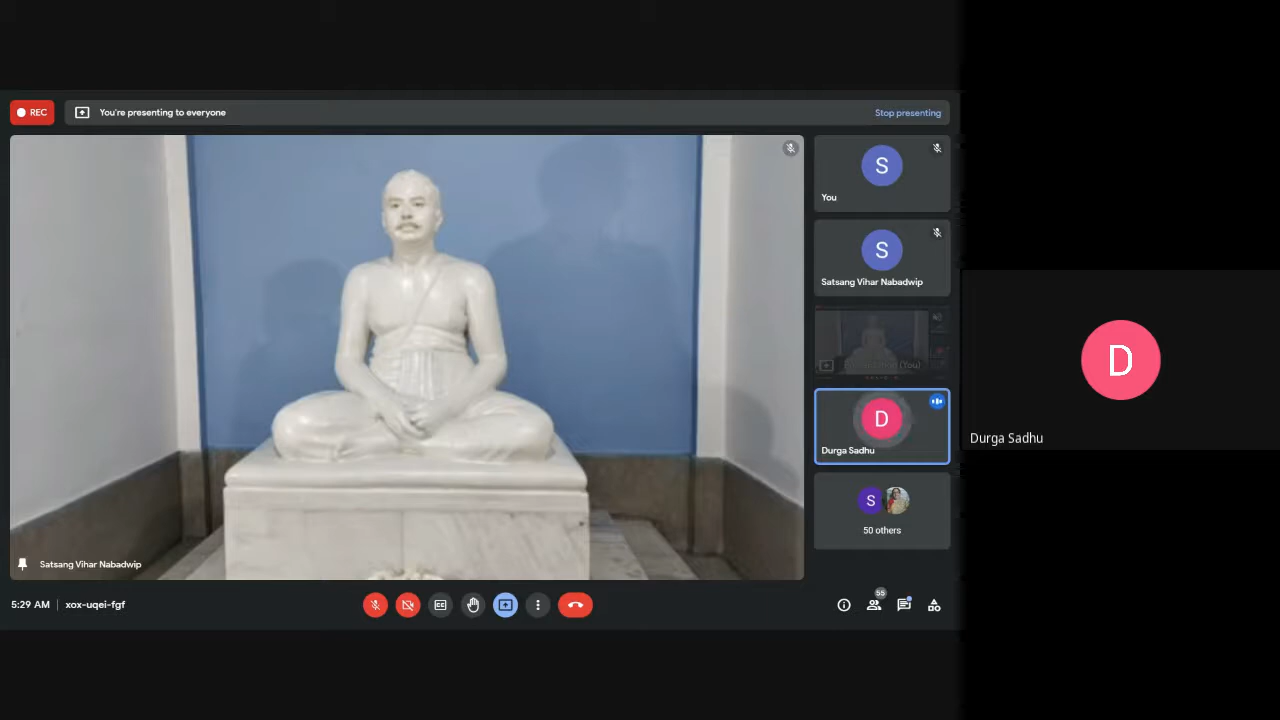 REC
You're presenting to everyone
Stop presenting
S
You
S
Satsang Vihar Nabadwip
D
Durga Sadhu
S
50 others
Satsang Vihar Nabadwip
5:29 AM | xox-uqei-fgf
55
D
Durga Sadhu